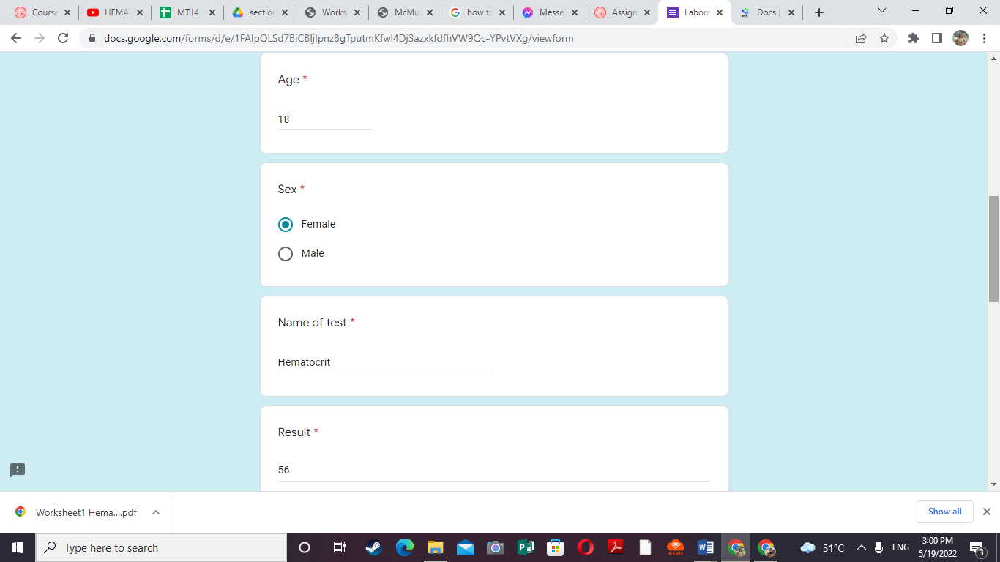 Course
HEMAT
MT14
section
Works
McMu
how to
Messe
Assign
Labora
Docs |
docs.google.com/forms/d/e/1FAIpQLSd7BiCBljlpnz8gTputmKfwl4Dj3azxkfdfhVW9Qc-YPvtVXg/viewform
Age *
18
Sex *
Female
Male
Name of test *
Hematocrit
Result *
56
Worksheet1 Hema....pdf
Show all
Type here to search
31°C
ENG
3:00 PM
5/19/2022
3